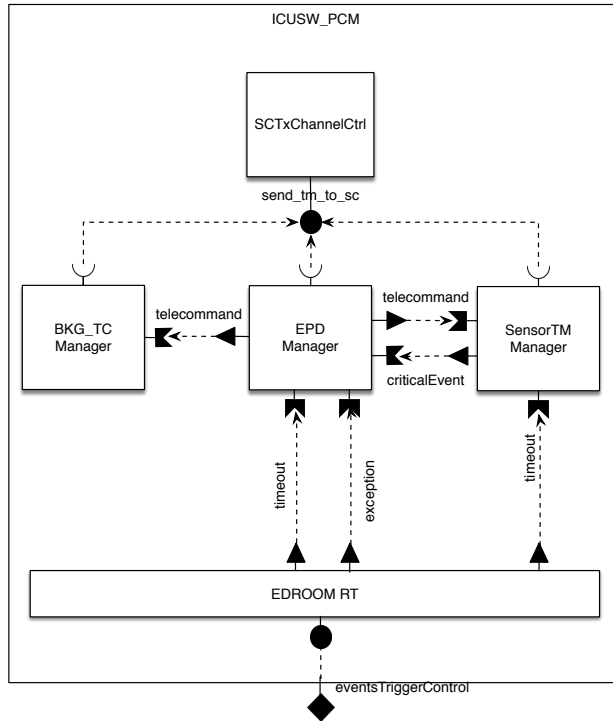 ICUSW_PCM
SCTxChannelCtrl
send_tm_to_sc
telecommand
telecommand
BKG_TC
Manager
EPD
Manager
SensorTM
Manager
criticalEvent
timeout
exception
timeout
EDROOM RT
eventsTriggerControl